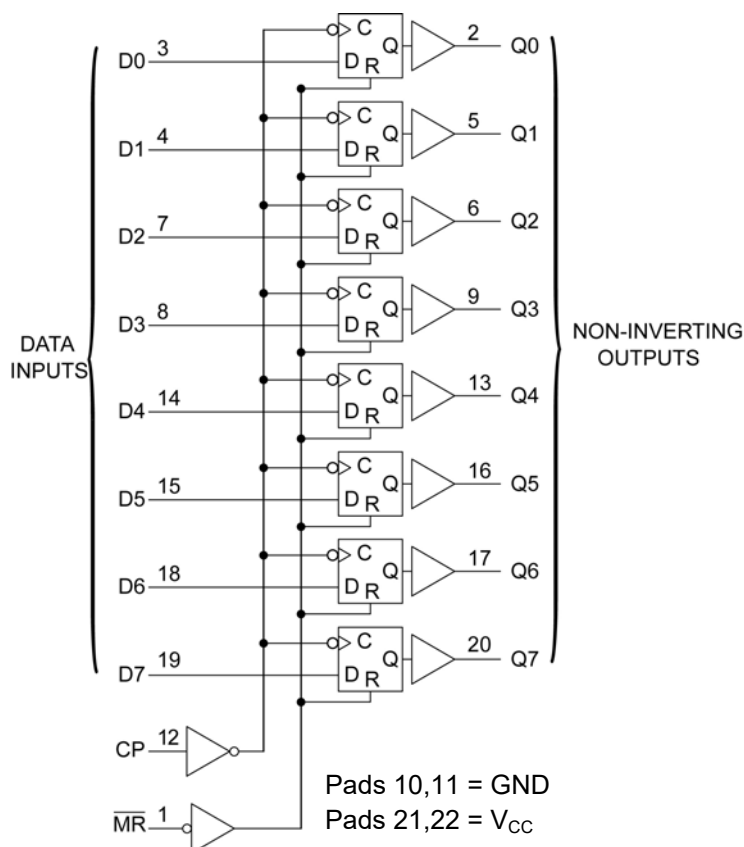 D0 3
C
D
R
Q
2 Q0
D1 4
C
D
R
Q
5 Q1
D2 7
C
D
R
Q
6 Q2
D3 8
C
D
R
Q
9 Q3
DATA
INPUTS
NON-INVERTING
OUTPUTS
D4 14
C
D
R
Q
13 Q4
D5 15
C
D
R
Q
16 Q5
D6 18
C
D
R
Q
17 Q6
D7 19
C
D
R
Q
20 Q7
CP 12
M̅R̅ 1
Pads 10,11 = GND
Pads 21,22 = VCC